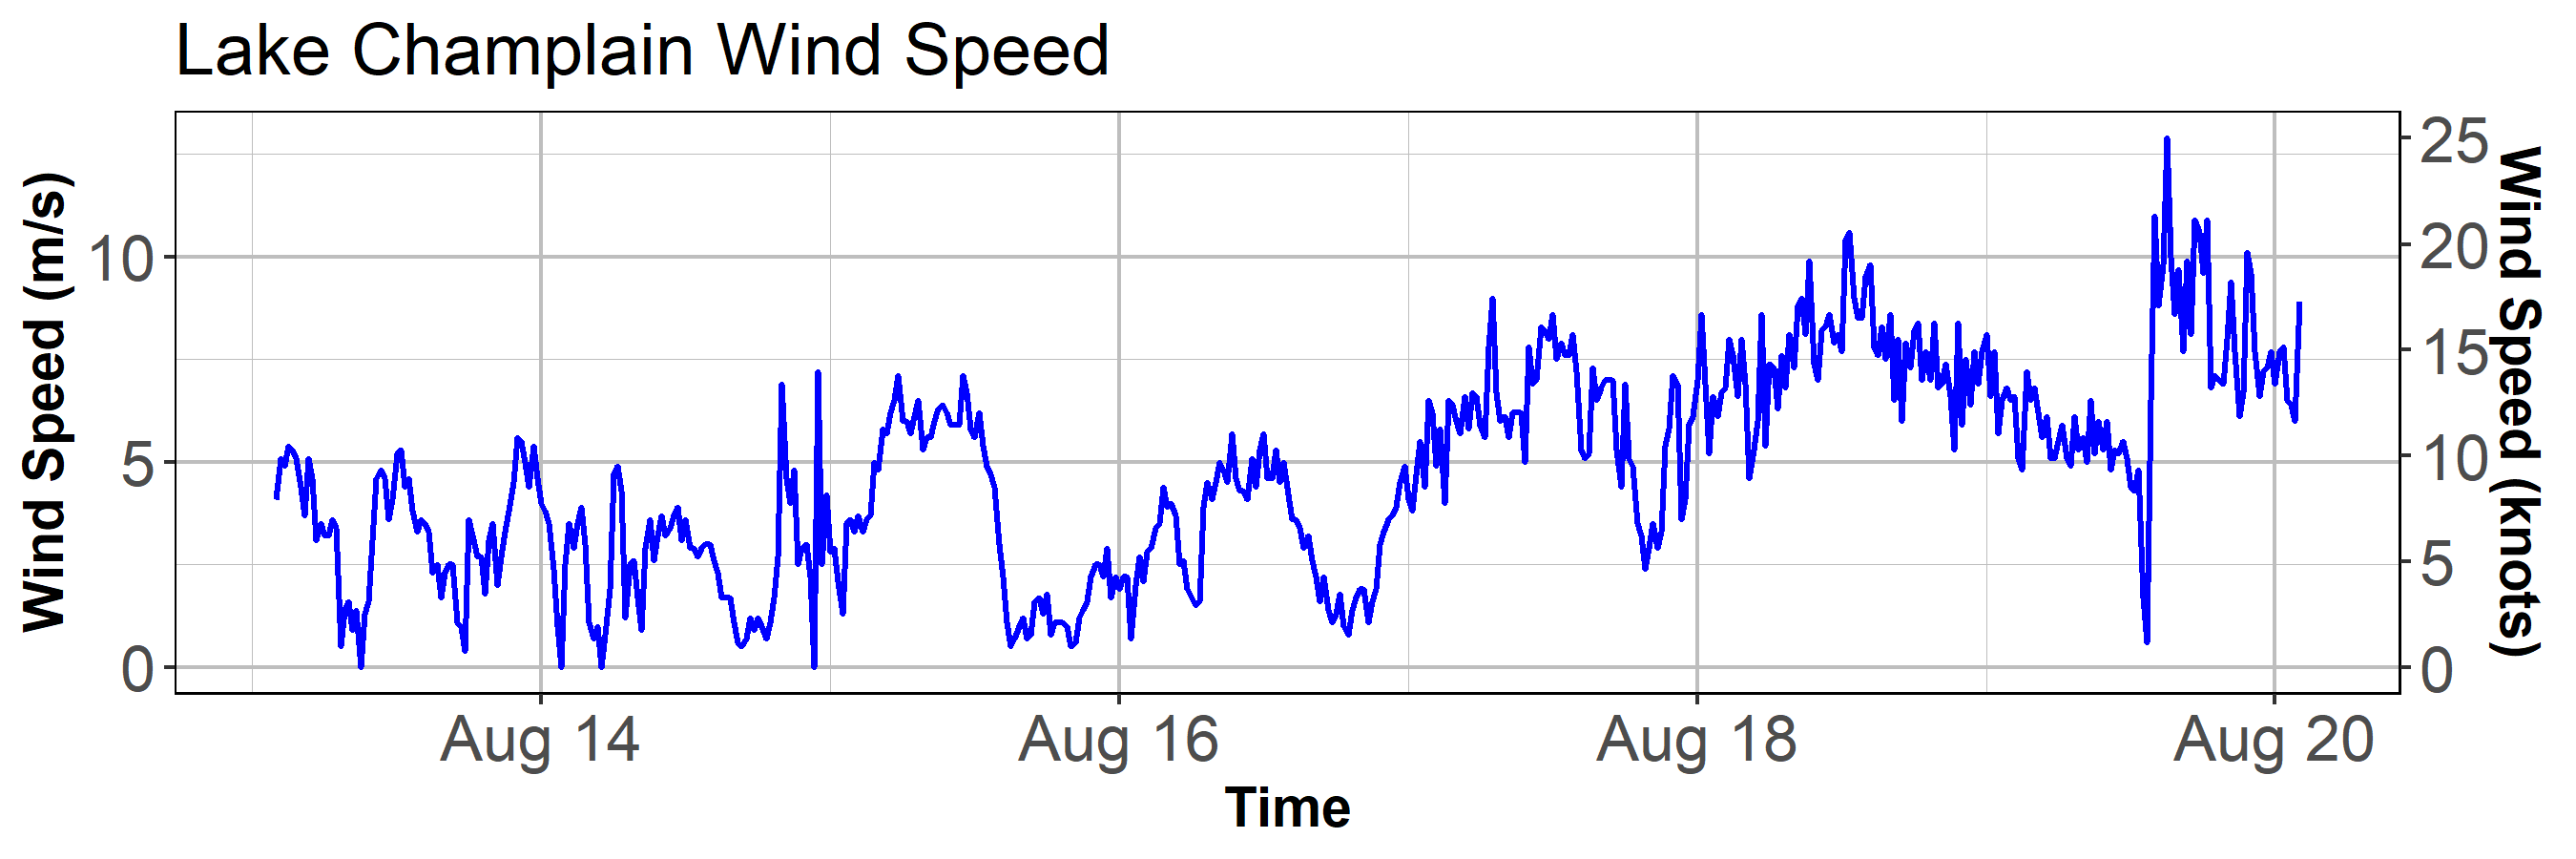 Lake Champlain Wind Speed
Wind Speed (m/s)
10
5
0
25
20
15
10
5
0
Wind Speed (knots)
Aug 14 Aug 16 Aug 18 Aug 20
Time